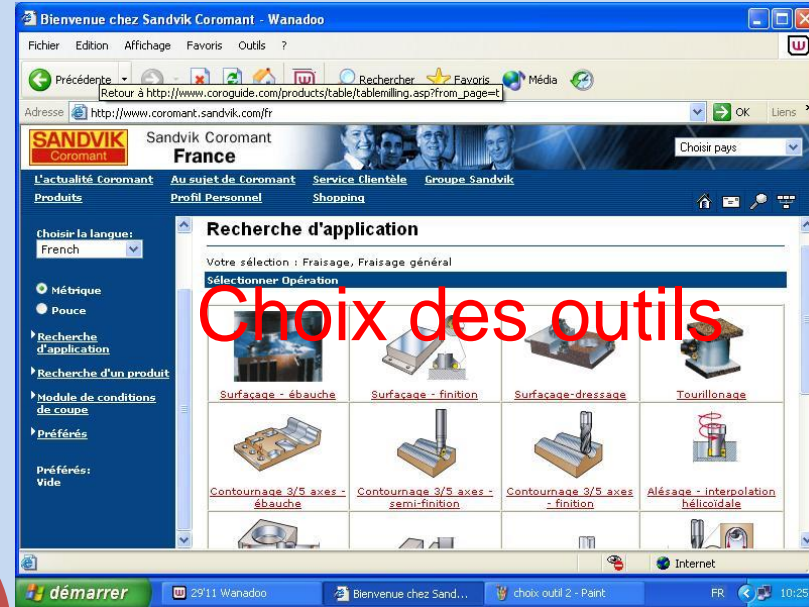 Bienvenue chez Sandvik Coromant - Wanadoo
Fichier Edition Affichage Favoris Outils ?
Précédente Rechercher Favoris Média
Retour à http://www.coroguide.com/products/table/tablemilling.asp?from_page=t
Adresse http://www.coromant.sandvik.com/fr OK Liens
SANDVIK
Coromant
Sandvik Coromant
France
Choisir pays
L'actualité Coromant Au sujet de Coromant Service Clientèle Groupe Sandvik
Produits Profil Personnel Shopping
Choisir la langue:
French
Métrique
Pouce
Recherche
d'application
Recherche d'un produit
Module de conditions
de coupe
Préférés
Préférés:
Vide
Recherche d'application
Votre sélection : Fraisage, Fraisage général
Sélectionner Opération
Choix des outils
Surfaçage - ébauche Surfaçage - finition Surfaçage-dressage Tourillonage
Contournage 3/5 axes - ébauche
Contournage 3/5 axes - semi-finition
Contournage 3/5 axes - finition
Alésage - interpolation hélicoïdale
Internet
démarrer 29'11 Wanadoo Bienvenue chez Sand... choix outil 2 - Paint FR 10:25